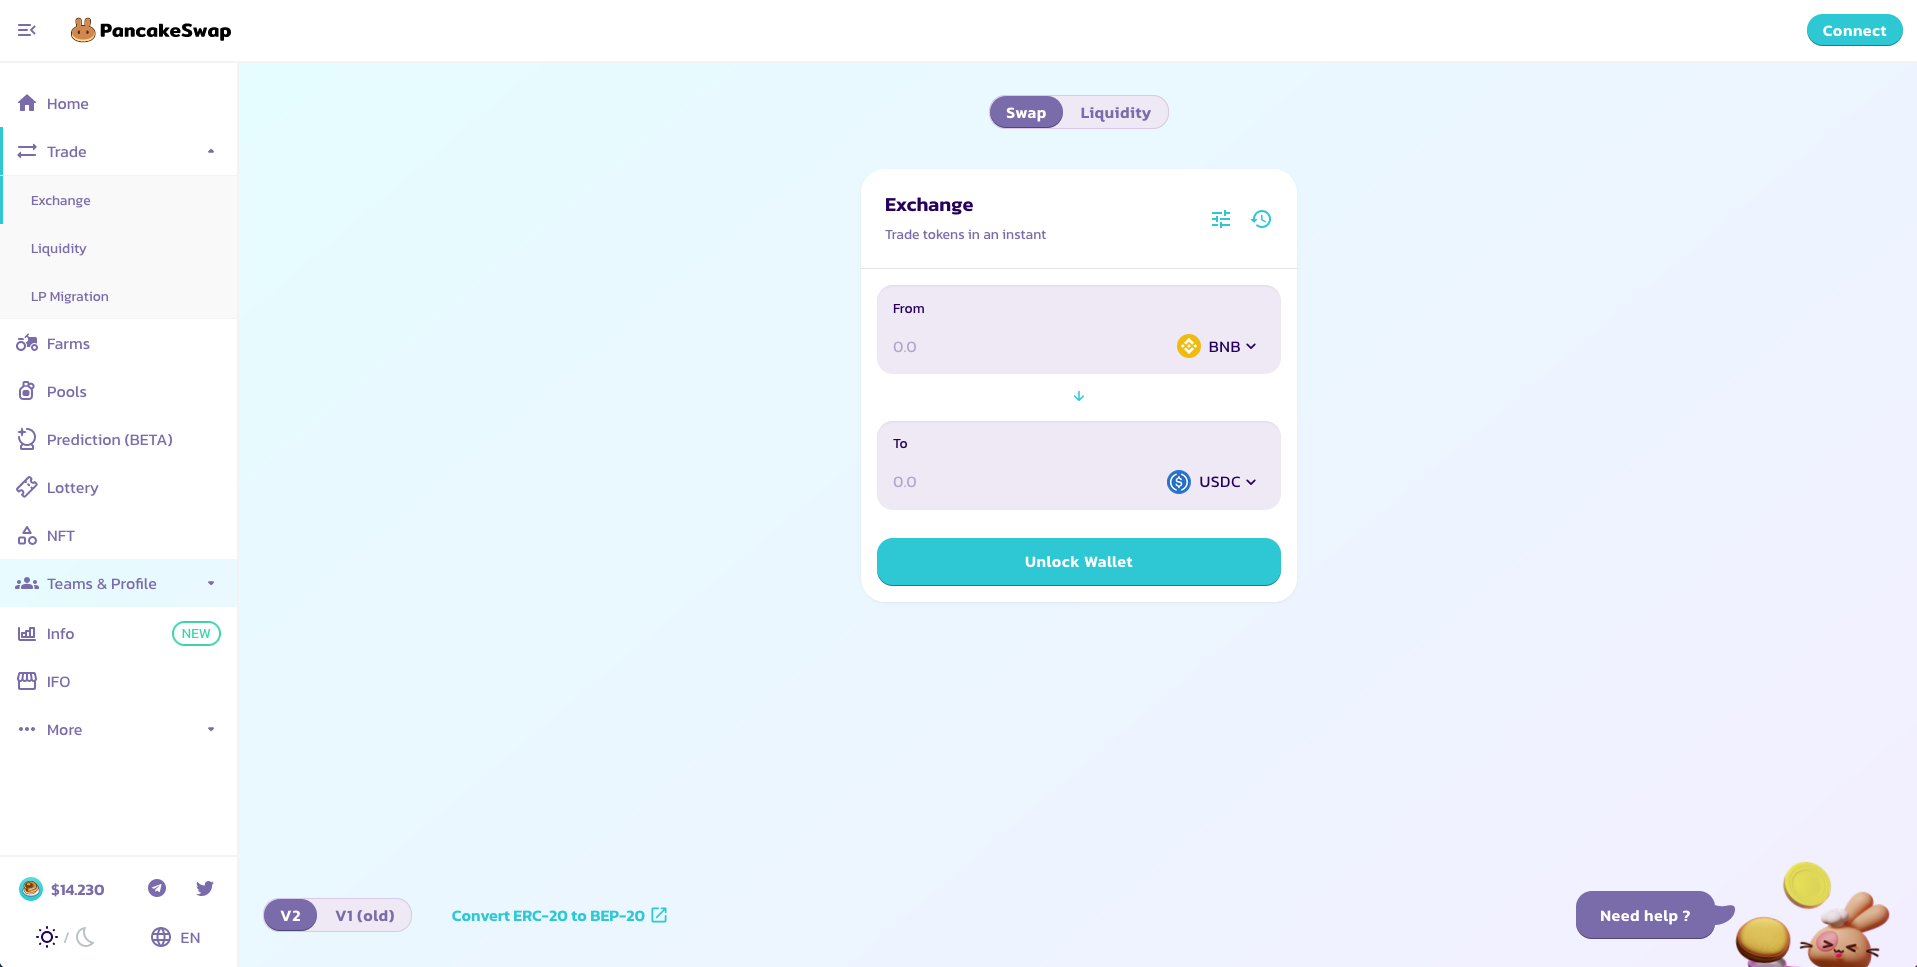 PancakeSwap
Connect
Home
Trade
Exchange
Liquidity
LP Migration
Farms
Pools
Prediction (BETA)
Lottery
NFT
Teams & Profile
Info
NEW
IFO
More
$14.230
/
EN
Swap
Liquidity
Exchange
Trade tokens in an instant
From
0.0
BNB
To
0.0
USDC
Unlock Wallet
V2
V1 (old)
Convert ERC-20 to BEP-20
Need help ?